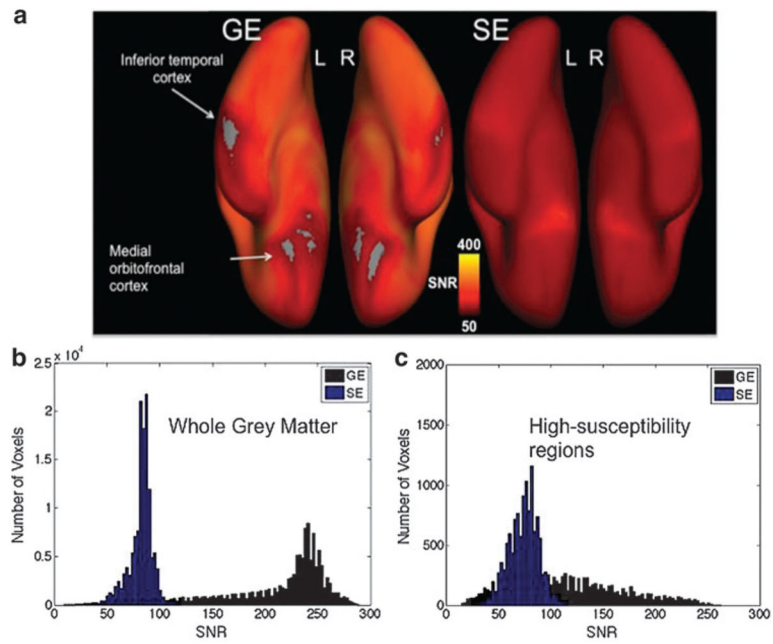 a
GE
SE
Inferior temporal
cortex
L R
L R
Medial
orbitofrontal
cortex
400
SNR
50
b
2.5 x 10^4
2
1.5
1
0.5
0
Number of Voxels
GE
SE
Whole Grey Matter
0 50 100 150 200 250 300
SNR
c
2000
1500
1000
500
0
Number of Voxels
GE
SE
High-susceptibility
regions
0 50 100 150 200 250 300
SNR